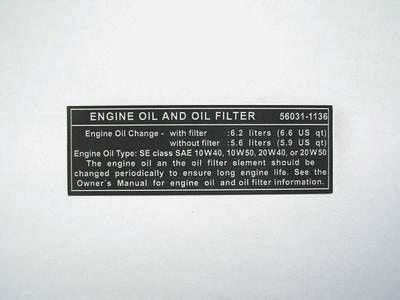 ENGINE OIL AND OIL FILTER 56031-1136
Engine Oil Change - with filter :6.2 liters (6.6 US qt)
without filter :5.6 liters (5.9 US qt)
Engine Oil Type: SE class SAE 10W40, 10W50, 20W40, or 20W50
The engine oil an the oil filter element should be
changed periodically to ensure long engine life. See the
Owner's Manual for engine oil and oil filter information.